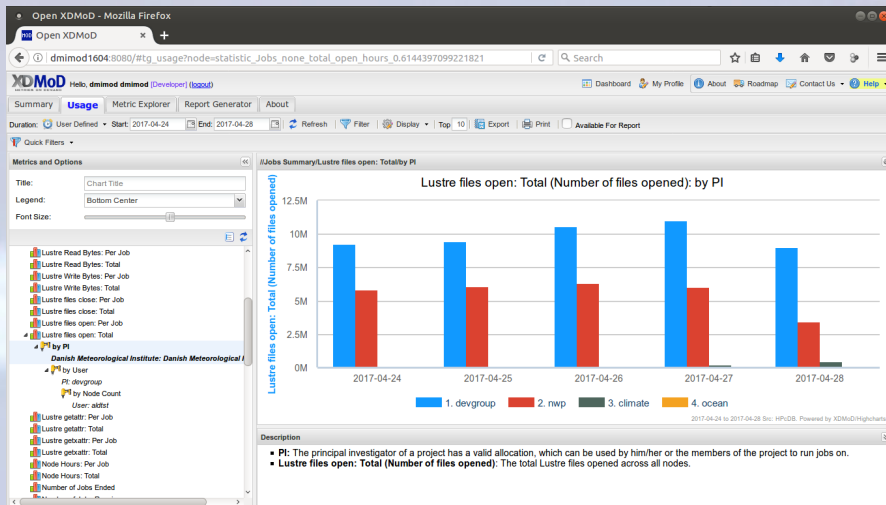 Open XDMoD - Mozilla Firefox
Open XDMoD
dmimod1604:8080/#tg_usage?node=statistic_Jobs_none_total_open_hours_0.6144397099221821
Search
XDMoD Hello, dmimod dmimod [Developer] (logout)
Dashboard My Profile About Roadmap Contact Us Help
Summary Usage Metric Explorer Report Generator About
Duration: User Defined Start: 2017-04-24 End: 2017-04-28 Refresh Filter Display Top 10 Export Print Available For Report
Quick Filters
Metrics and Options
//Jobs Summary/Lustre files open: Total/by PI
Title: Chart Title
Legend: Bottom Center
Font Size:
Lustre Read Bytes: Per Job
Lustre Read Bytes: Total
Lustre Write Bytes: Per Job
Lustre Write Bytes: Total
Lustre files close: Per Job
Lustre files close: Total
Lustre files open: Per Job
Lustre files open: Total
by PI
Danish Meteorological Institute: Danish Meteorological
by User
PI: devgroup
by Node Count
User: aldtst
Lustre getattr: Per Job
Lustre getattr: Total
Lustre getxattr: Per Job
Lustre getxattr: Total
Node Hours: Per Job
Node Hours: Total
Number of Jobs Ended
Lustre files open: Total (Number of files opened): by PI
Lustre files open: Total (Number of files opened)
12.5M
10M
7.5M
5M
2.5M
0M
2017-04-24 2017-04-25 2017-04-26 2017-04-27 2017-04-28
1. devgroup 2. nwp 3. climate 4. ocean
2017-04-24 to 2017-04-28 Src: HPcDB. Powered by XDMoD/Highcharts
Description
PI: The principal investigator of a project has a valid allocation, which can be used by him/her or the members of the project to run jobs on.
Lustre files open: Total (Number of files opened): The total Lustre files opened across all nodes.